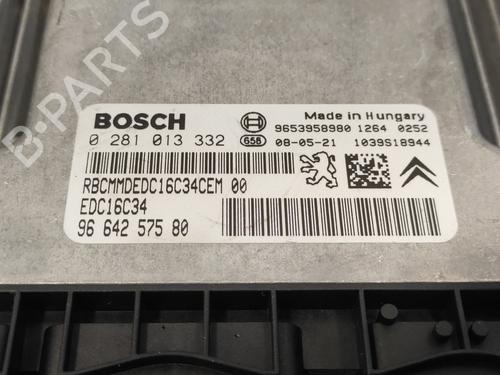 BOSCH
Made in Hungary
9653958980 1264 0252
0 281 013 332 656 08-05-21 1039S18944
RBCMMDEDC16C34CEM 00
EDC16C34
96 642 575 80
B-PARTS